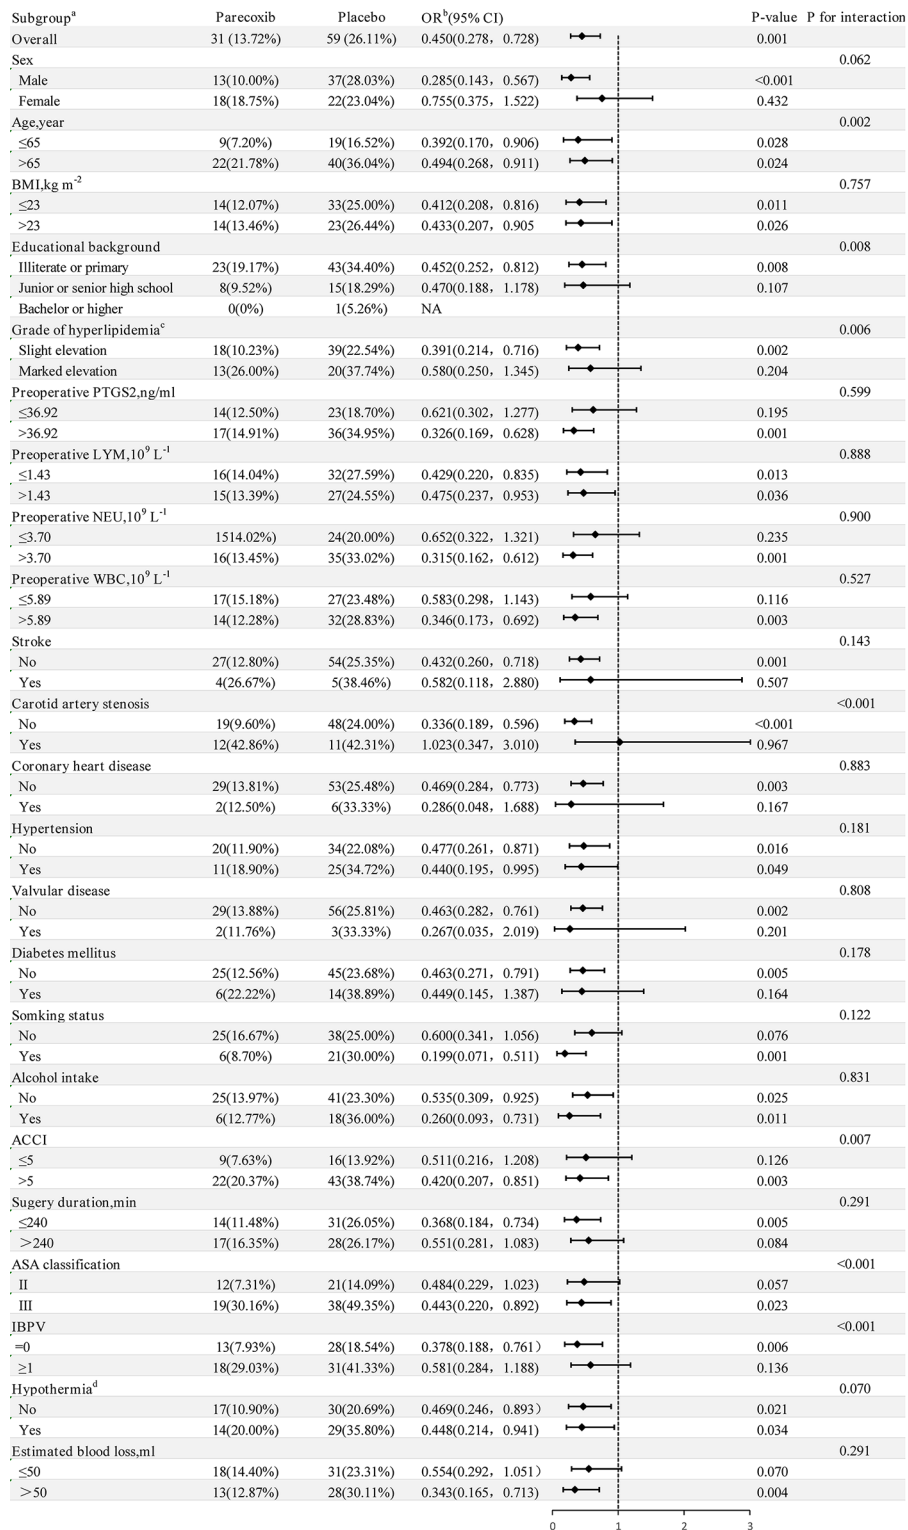 Subgroupᵃ Parecoxib Placebo ORᵇ(95% CI) P-value P for interaction
Overall 31 (13.72%) 59 (26.11%) 0.450(0.278, 0.728) 0.001
Sex 0.062
Male 13(10.00%) 37(28.03%) 0.285(0.143, 0.567) <0.001
Female 18(18.75%) 22(23.04%) 0.755(0.375, 1.522) 0.432
Age,year 0.002
≤65 9(7.20%) 19(16.52%) 0.392(0.170, 0.906) 0.028
>65 22(21.78%) 40(36.04%) 0.494(0.268, 0.911) 0.024
BMI,kg m⁻² 0.757
≤23 14(12.07%) 33(25.00%) 0.412(0.208, 0.816) 0.011
>23 14(13.46%) 23(26.44%) 0.433(0.207, 0.905 0.026
Educational background 0.008
Illiterate or primary 23(19.17%) 43(34.40%) 0.452(0.252, 0.812) 0.008
Junior or senior high school 8(9.52%) 15(18.29%) 0.470(0.188, 1.178) 0.107
Bachelor or higher 0(0%) 1(5.26%) NA
Grade of hyperlipidemiaᶜ 0.006
Slight elevation 18(10.23%) 39(22.54%) 0.391(0.214, 0.716) 0.002
Marked elevation 13(26.00%) 20(37.74%) 0.580(0.250, 1.345) 0.204
Preoperative PTGS2,ng/ml 0.599
≤36.92 14(12.50%) 23(18.70%) 0.621(0.302, 1.277) 0.195
>36.92 17(14.91%) 36(34.95%) 0.326(0.169, 0.628) 0.001
Preoperative LYM,10⁹ L⁻¹ 0.888
≤1.43 16(14.04%) 32(27.59%) 0.429(0.220, 0.835) 0.013
>1.43 15(13.39%) 27(24.55%) 0.475(0.237, 0.953) 0.036
Preoperative NEU,10⁹ L⁻¹ 0.900
≤3.70 1514.02%) 24(20.00%) 0.652(0.322, 1.321) 0.235
>3.70 16(13.45%) 35(33.02%) 0.315(0.162, 0.612) 0.001
Preoperative WBC,10⁹ L⁻¹ 0.527
≤5.89 17(15.18%) 27(23.48%) 0.583(0.298, 1.143) 0.116
>5.89 14(12.28%) 32(28.83%) 0.346(0.173, 0.692) 0.003
Stroke 0.143
No 27(12.80%) 54(25.35%) 0.432(0.260, 0.718) 0.001
Yes 4(26.67%) 5(38.46%) 0.582(0.118, 2.880) 0.507
Carotid artery stenosis <0.001
No 19(9.60%) 48(24.00%) 0.336(0.189, 0.596) <0.001
Yes 12(42.86%) 11(42.31%) 1.023(0.347, 3.010) 0.967
Coronary heart disease 0.883
No 29(13.81%) 53(25.48%) 0.469(0.284, 0.773) 0.003
Yes 2(12.50%) 6(33.33%) 0.286(0.048, 1.688) 0.167
Hypertension 0.181
No 20(11.90%) 34(22.08%) 0.477(0.261, 0.871) 0.016
Yes 11(18.90%) 25(34.72%) 0.440(0.195, 0.995) 0.049
Valvular disease 0.808
No 29(13.88%) 56(25.81%) 0.463(0.282, 0.761) 0.002
Yes 2(11.76%) 3(33.33%) 0.267(0.035, 2.019) 0.201
Diabetes mellitus 0.178
No 25(12.56%) 45(23.68%) 0.463(0.271, 0.791) 0.005
Yes 6(22.22%) 14(38.89%) 0.449(0.145, 1.387) 0.164
Somking status 0.122
No 25(16.67%) 38(25.00%) 0.600(0.341, 1.056) 0.076
Yes 6(8.70%) 21(30.00%) 0.199(0.071, 0.511) 0.001
Alcohol intake 0.831
No 25(13.97%) 41(23.30%) 0.535(0.309, 0.925) 0.025
Yes 6(12.77%) 18(36.00%) 0.260(0.093, 0.731) 0.011
ACCI 0.007
≤5 9(7.63%) 16(13.92%) 0.511(0.216, 1.208) 0.126
>5 22(20.37%) 43(38.74%) 0.420(0.207, 0.851) 0.003
Sugery duration,min 0.291
≤240 14(11.48%) 31(26.05%) 0.368(0.184, 0.734) 0.005
＞240 17(16.35%) 28(26.17%) 0.551(0.281, 1.083) 0.084
ASA classification <0.001
II 12(7.31%) 21(14.09%) 0.484(0.229, 1.023) 0.057
III 19(30.16%) 38(49.35%) 0.443(0.220, 0.892) 0.023
IBPV <0.001
=0 13(7.93%) 28(18.54%) 0.378(0.188, 0.761） 0.006
≥1 18(29.03%) 31(41.33%) 0.581(0.284, 1.188) 0.136
Hypothermiaᵈ 0.070
No 17(10.90%) 30(20.69%) 0.469(0.246, 0.893） 0.021
Yes 14(20.00%) 29(35.80%) 0.448(0.214, 0.941) 0.034
Estimated blood loss,ml 0.291
≤50 18(14.40%) 31(23.31%) 0.554(0.292, 1.051） 0.070
＞50 13(12.87%) 28(30.11%) 0.343(0.165, 0.713) 0.004
0 1 2 3